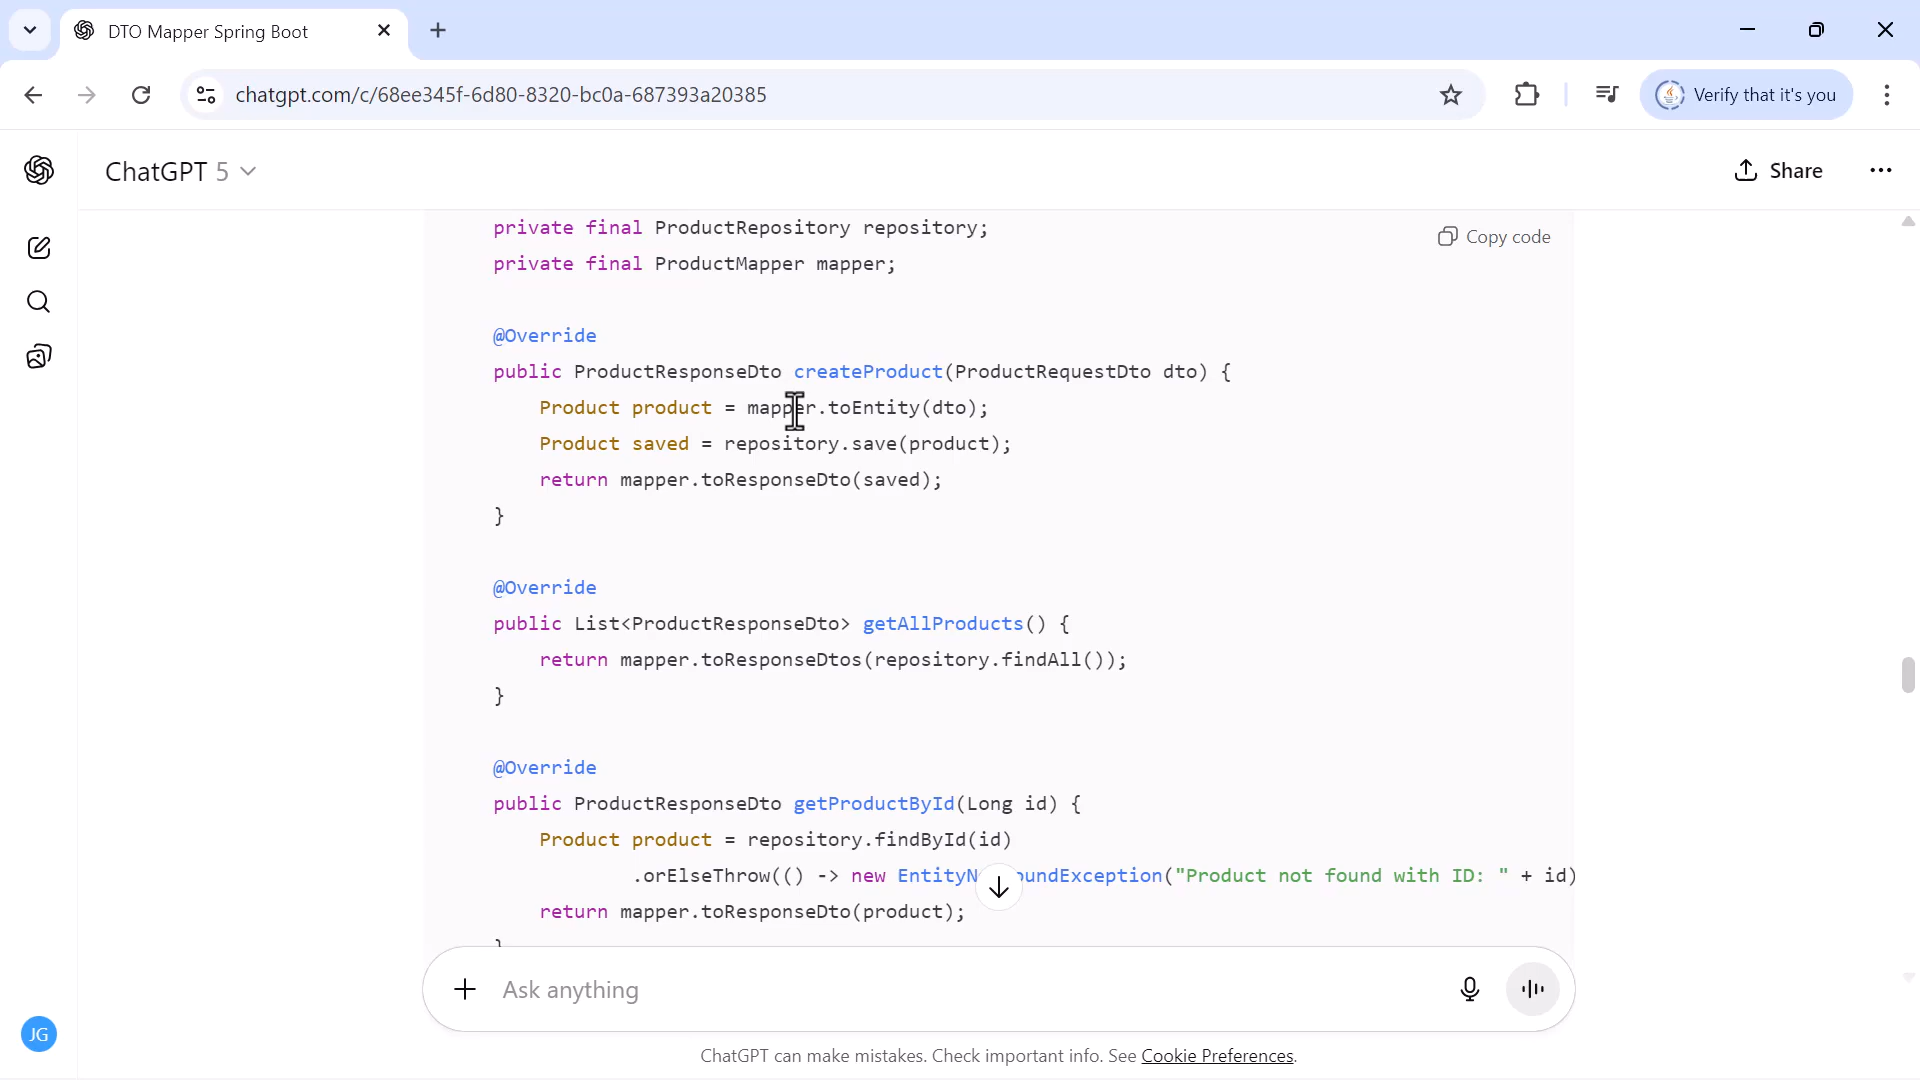 DTO Mapper Spring Boot
chatgpt.com/c/68ee345f-6d80-8320-bc0a-687393a20385
Verify that it's you
ChatGPT 5
Share
Copy code
private final ProductRepository repository;
private final ProductMapper mapper;
@Override
public ProductResponseDto createProduct(ProductRequestDto dto) {
Product product = mapper.toEntity(dto);
Product saved = repository.save(product);
return mapper.toResponseDto(saved);
}
@Override
public List<ProductResponseDto> getAllProducts() {
return mapper.toResponseDtos(repository.findAll());
}
@Override
public ProductResponseDto getProductById(Long id) {
Product product = repository.findById(id)
.orElseThrow(() -> new EntityNotFoundException("Product not found with ID: " + id)
return mapper.toResponseDto(product);
}
Ask anything
JG
ChatGPT can make mistakes. Check important info. See Cookie Preferences.